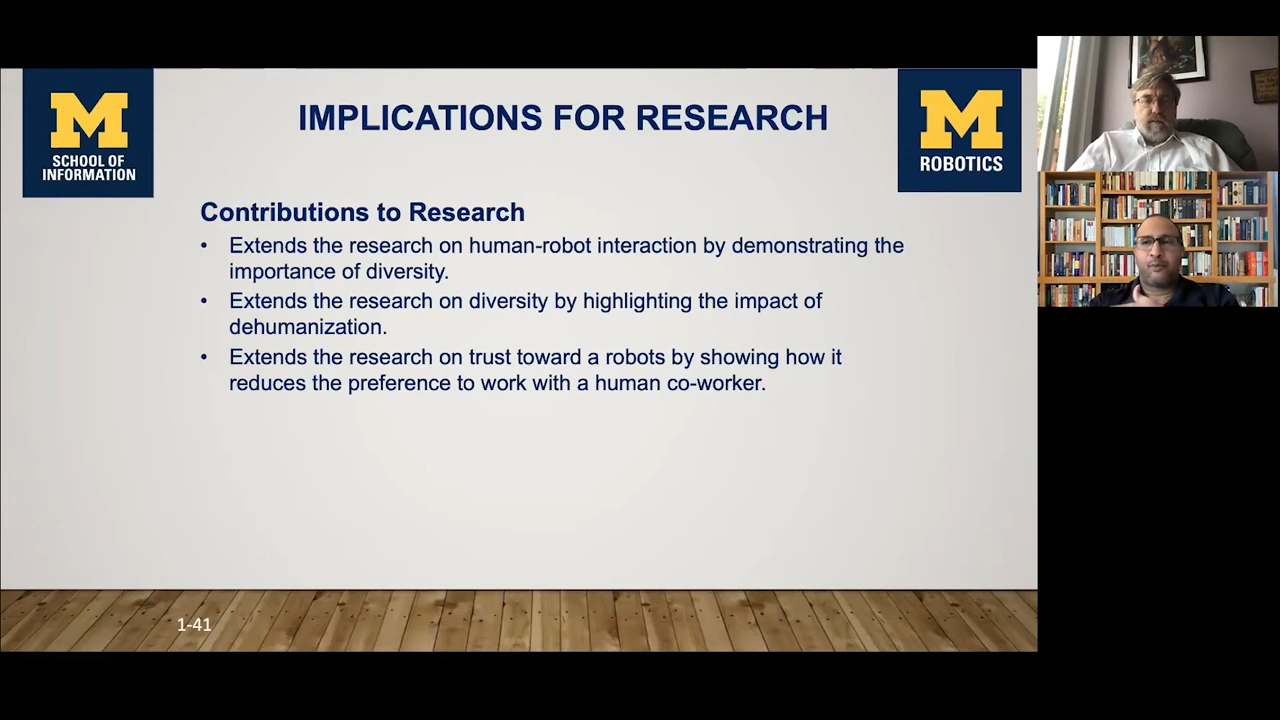 M
SCHOOL OF
INFORMATION
IMPLICATIONS FOR RESEARCH
M
ROBOTICS
Contributions to Research
• Extends the research on human-robot interaction by demonstrating the
importance of diversity.
• Extends the research on diversity by highlighting the impact of
dehumanization.
• Extends the research on trust toward a robots by showing how it
reduces the preference to work with a human co-worker.
1-41